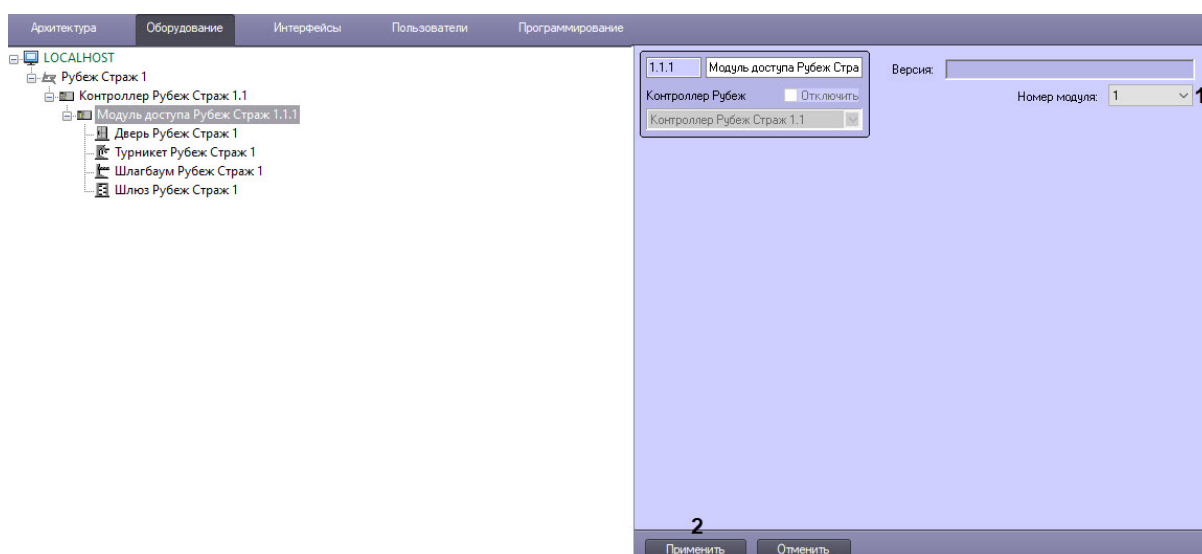 Архитектура Оборудование Интерфейсы Пользователи Программирование
LOCALHOST
Рубеж Страж 1
Контроллер Рубеж Страж 1.1
Модуль доступа Рубеж Страж 1.1.1
Дверь Рубеж Страж 1
Турникет Рубеж Страж 1
Шлагбаум Рубеж Страж 1
Шлюз Рубеж Страж 1
1.1.1 Модуль доступа Рубеж Стра Версия:
Контроллер Рубеж Отключить Номер модуля: 1 1
Контроллер Рубеж Страж 1.1
2
Применить Отменить